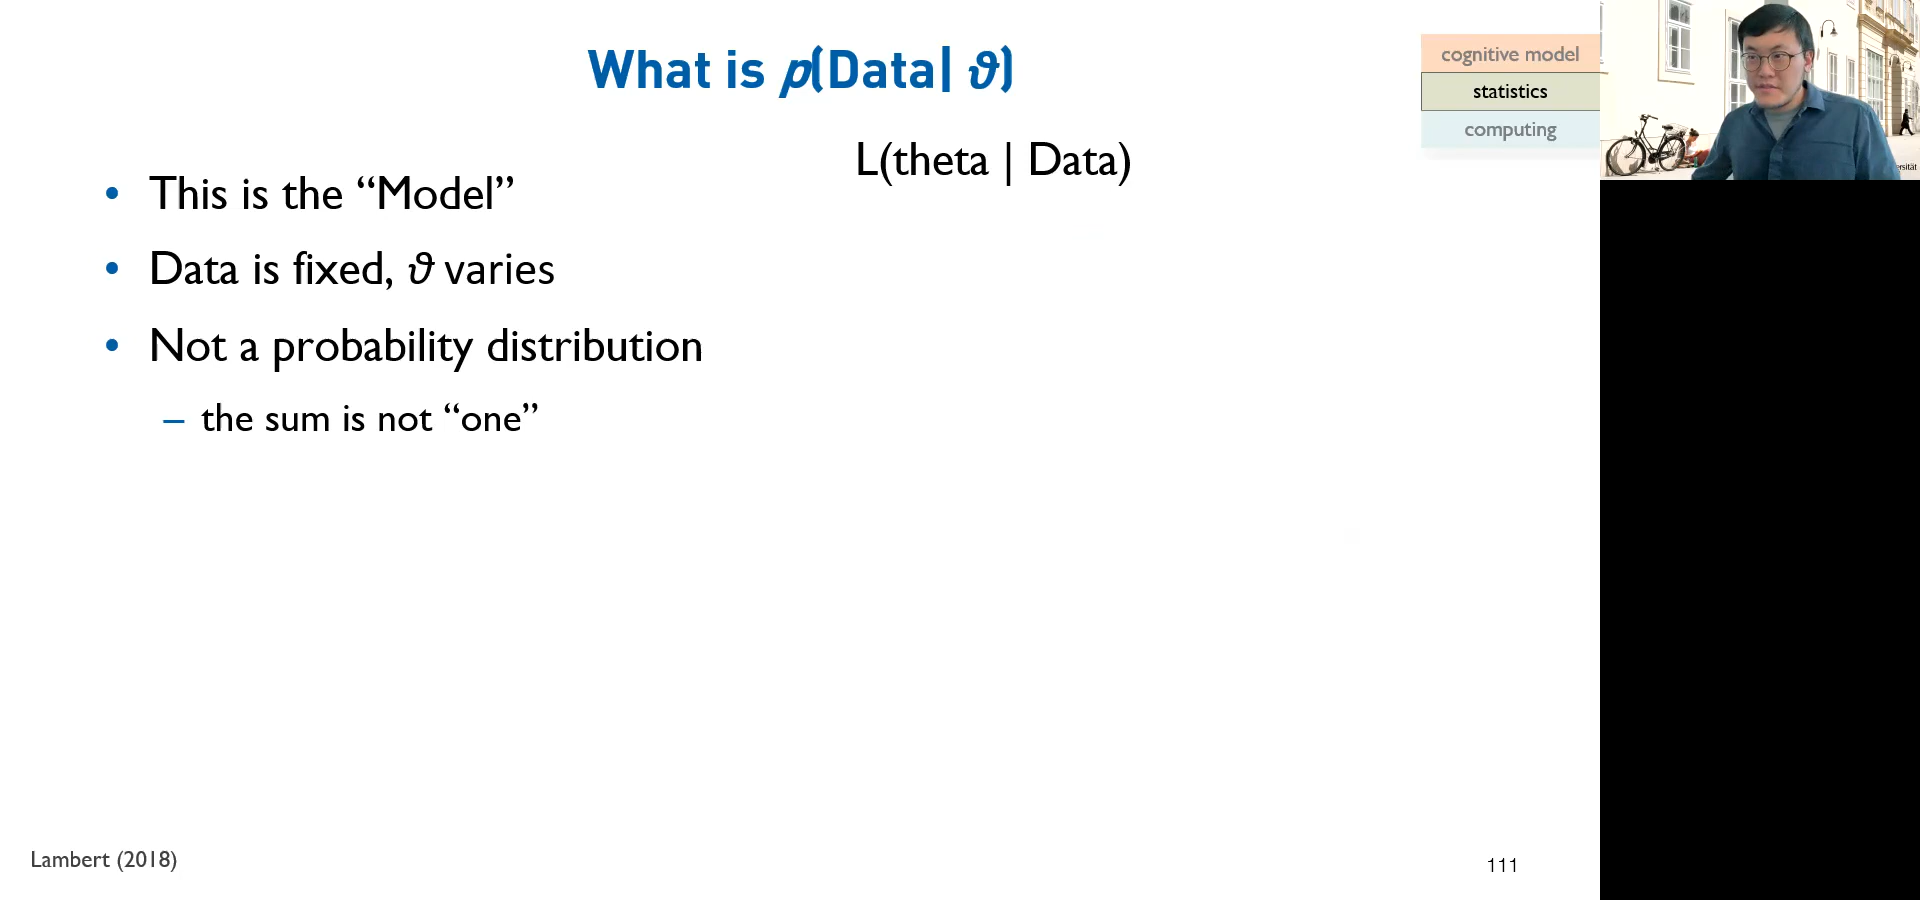 What is p(Data| ϑ)
cognitive model
statistics
computing
L(theta | Data)
• This is the “Model”
• Data is fixed, ϑ varies
• Not a probability distribution
– the sum is not “one”
Lambert (2018)
111